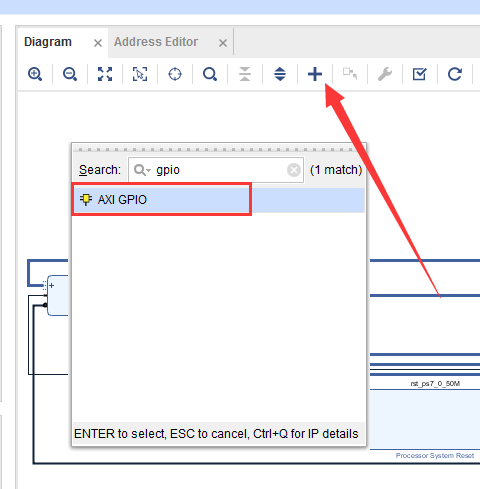 Diagram
Address Editor
Search: gpio (1 match)
AXI GPIO
rst_ps7_0_50M
ENTER to select, ESC to cancel, Ctrl+Q for IP details
Processor System Reset